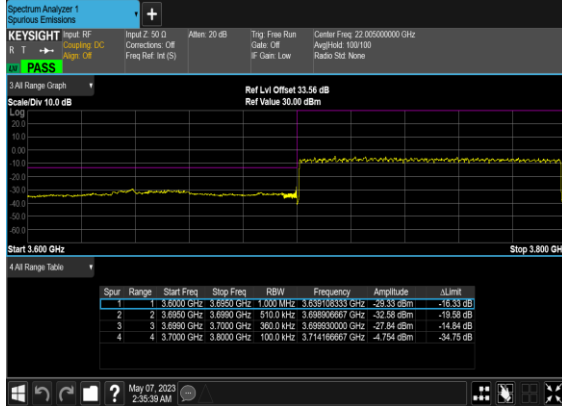 Spectrum Analyzer 1
Spurious Emissions
+
KEYSIGHT Input: RF Input Z: 50 Ω Atten: 20 dB Trig: Free Run Center Freq: 22.005000000 GHz
R T Coupling: DC Corrections: Off Gate: Off Avg|Hold: 100/100
Align: Off Freq Ref: Int (S) IF Gain: Low Radio Std: None
PASS
3 All Range Graph Ref Lvl Offset 33.56 dB
Scale/Div 10.0 dB Ref Value 30.00 dBm
Log
20.0
10.0
0.00
-10.0
-20.0
-30.0
-40.0
-50.0
-60.0
Start 3.600 GHz Stop 3.800 GH
4 All Range Table
Spur Range Start Freq Stop Freq RBW Frequency Amplitude ΔLimit
1 1 3.6000 GHz 3.6950 GHz 1.000 MHz 3.639108333 GHz -29.33 dBm -16.33 dB
2 2 3.6950 GHz 3.6990 GHz 510.0 kHz 3.698906667 GHz -32.58 dBm -19.58 dB
3 3 3.6990 GHz 3.7000 GHz 360.0 kHz 3.699930000 GHz -27.84 dBm -14.84 dB
4 4 3.7000 GHz 3.8000 GHz 100.0 kHz 3.714166667 GHz -4.754 dBm -34.75 dB
? May 07, 2023
2:35:39 AM